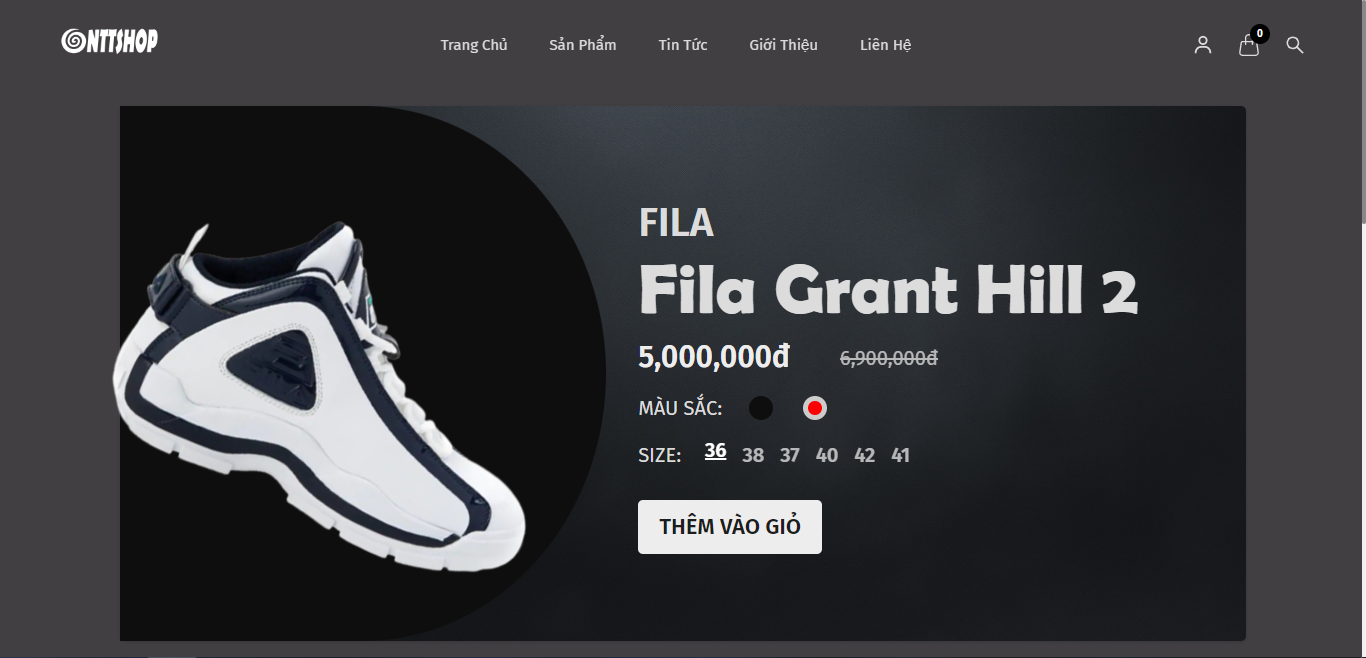 NTTSHOP
Trang Chủ Sản Phẩm Tin Tức Giới Thiệu Liên Hệ
0
FILA
Fila Grant Hill 2
5,000,000đ 6,900,000đ
MÀU SẮC:
SIZE: 36 38 37 40 42 41
THÊM VÀO GIỎ